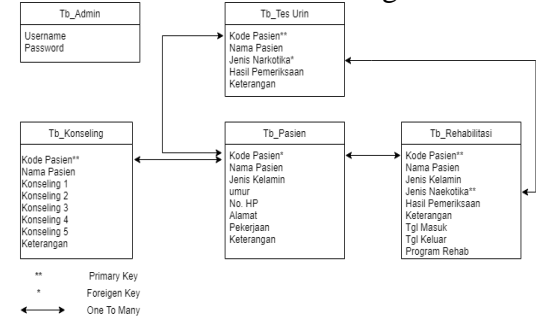 Tb_Admin
Username
Password
Tb_Tes Urin
Kode Pasien**
Nama Pasien
Jenis Narkotika*
Hasil Pemeriksaan
Keterangan
Tb_Konseling
Kode Pasien**
Nama Pasien
Konseling 1
Konseling 2
Konseling 3
Konseling 4
Konseling 5
Keterangan
Tb_Pasien
Kode Pasien*
Nama Pasien
Jenis Kelamin
umur
No. HP
Alamat
Pekerjaan
Keterangan
Tb_Rehabilitasi
Kode Pasien**
Nama Pasien
Jenis Kelamin
Jenis Naekotika**
Hasil Pemeriksaan
Keterangan
Tgl Masuk
Tgl Keluar
Program Rehab
** Primary Key
* Foreigen Key
One To Many